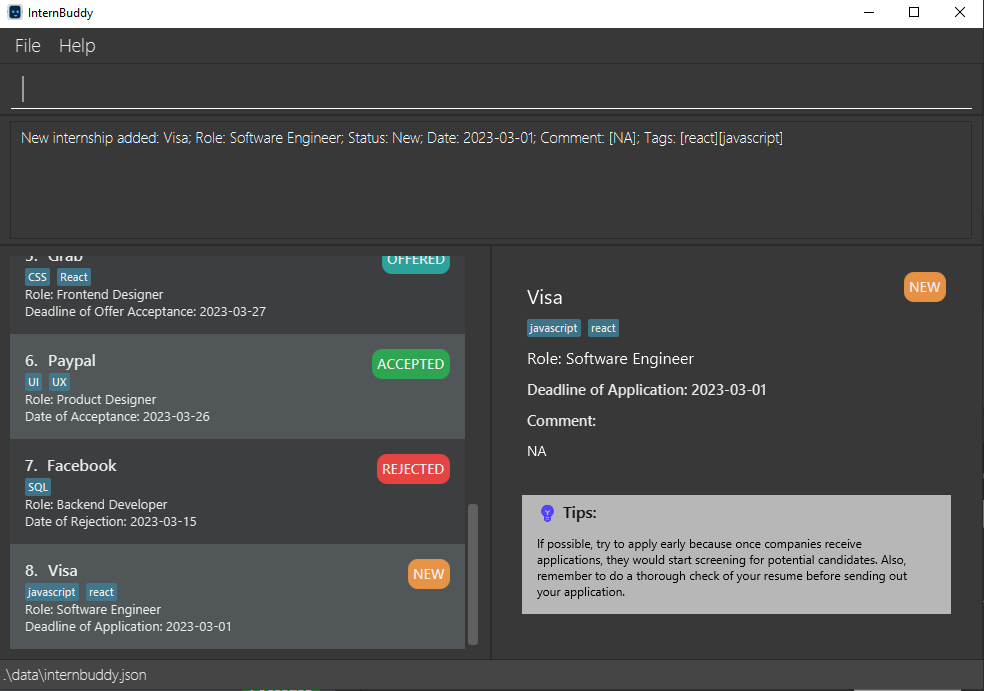 InternBuddy
File Help
New internship added: Visa; Role: Software Engineer; Status: New; Date: 2023-03-01; Comment: [NA]; Tags: [react][javascript]
5. Grab OFFERED
CSS React
Role: Frontend Designer
Deadline of Offer Acceptance: 2023-03-27
6. Paypal ACCEPTED
UI UX
Role: Product Designer
Date of Acceptance: 2023-03-26
7. Facebook REJECTED
SQL
Role: Backend Developer
Date of Rejection: 2023-03-15
8. Visa NEW
javascript react
Role: Software Engineer
Deadline of Application: 2023-03-01
Visa NEW
javascript react
Role: Software Engineer
Deadline of Application: 2023-03-01
Comment:
NA
Tips:
If possible, try to apply early because once companies receive
applications, they would start screening for potential candidates. Also,
remember to do a thorough check of your resume before sending out
your application.
.\data\internbuddy.json